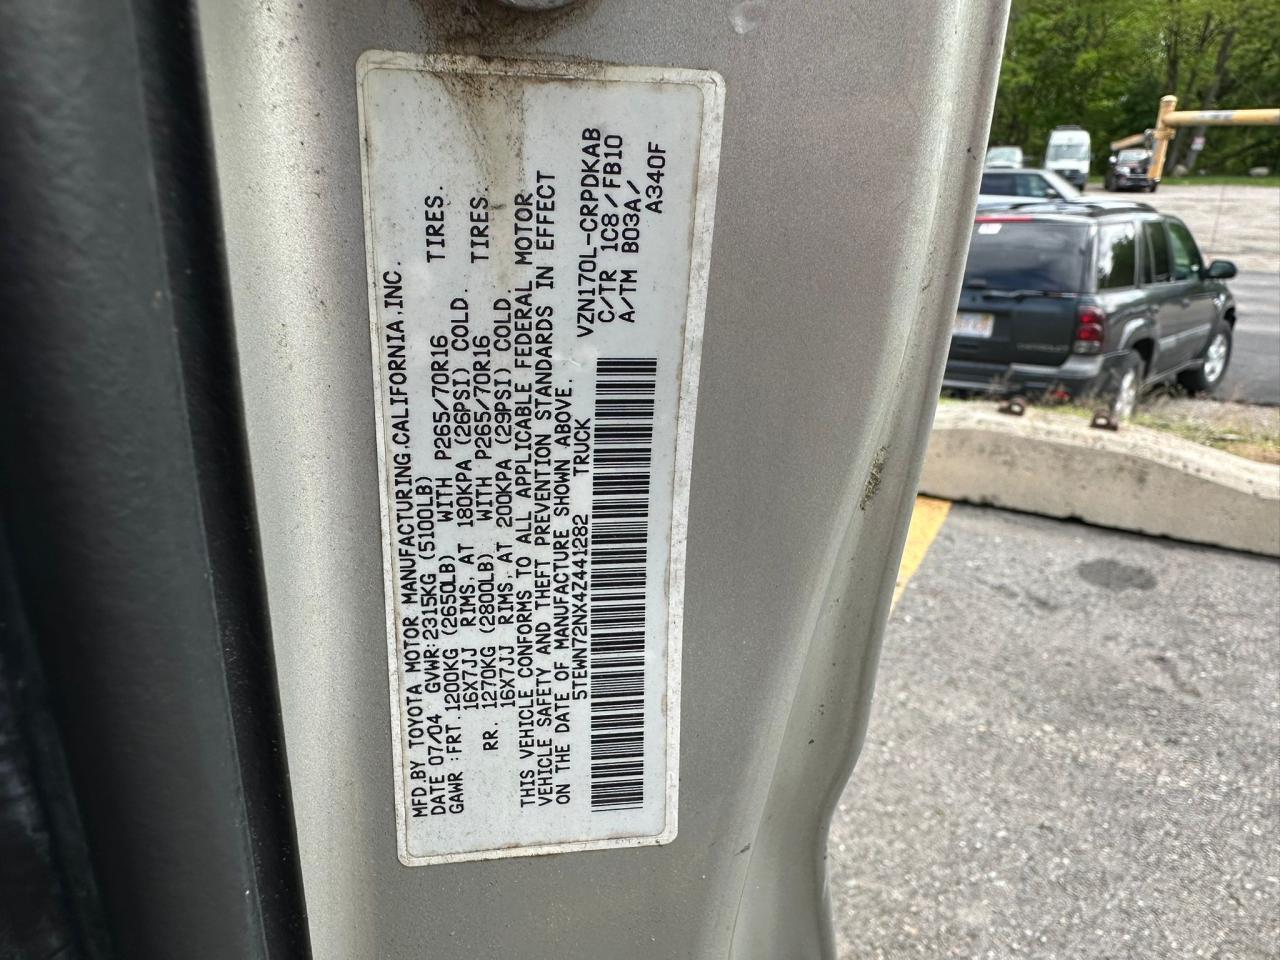 MFD.BY TOYOTA MOTOR MANUFACTURING,CALIFORNIA,INC.
DATE 07/04 GVWR:2315KG (5100LB)
GAWR :FRT.1200KG (2650LB) WITH P265/70R16 TIRES.
16X7JJ RIMS, AT 180KPA (26PSI) COLD.
RR. 1270KG (2800LB) WITH P265/70R16 TIRES.
16X7JJ RIMS, AT 200KPA (29PSI) COLD
THIS VEHICLE CONFORMS TO ALL APPLICABLE FEDERAL MOTOR
VEHICLE SAFETY AND THEFT PREVENTION STANDARDS IN EFFECT
ON THE DATE OF MANUFACTURE SHOWN ABOVE.
5TEWN72NX4Z441282 TRUCK
VZN170L-CRPDKAB
C/TR 1C8/FB10
A/TM B03A/
A340F
CHEVROLET